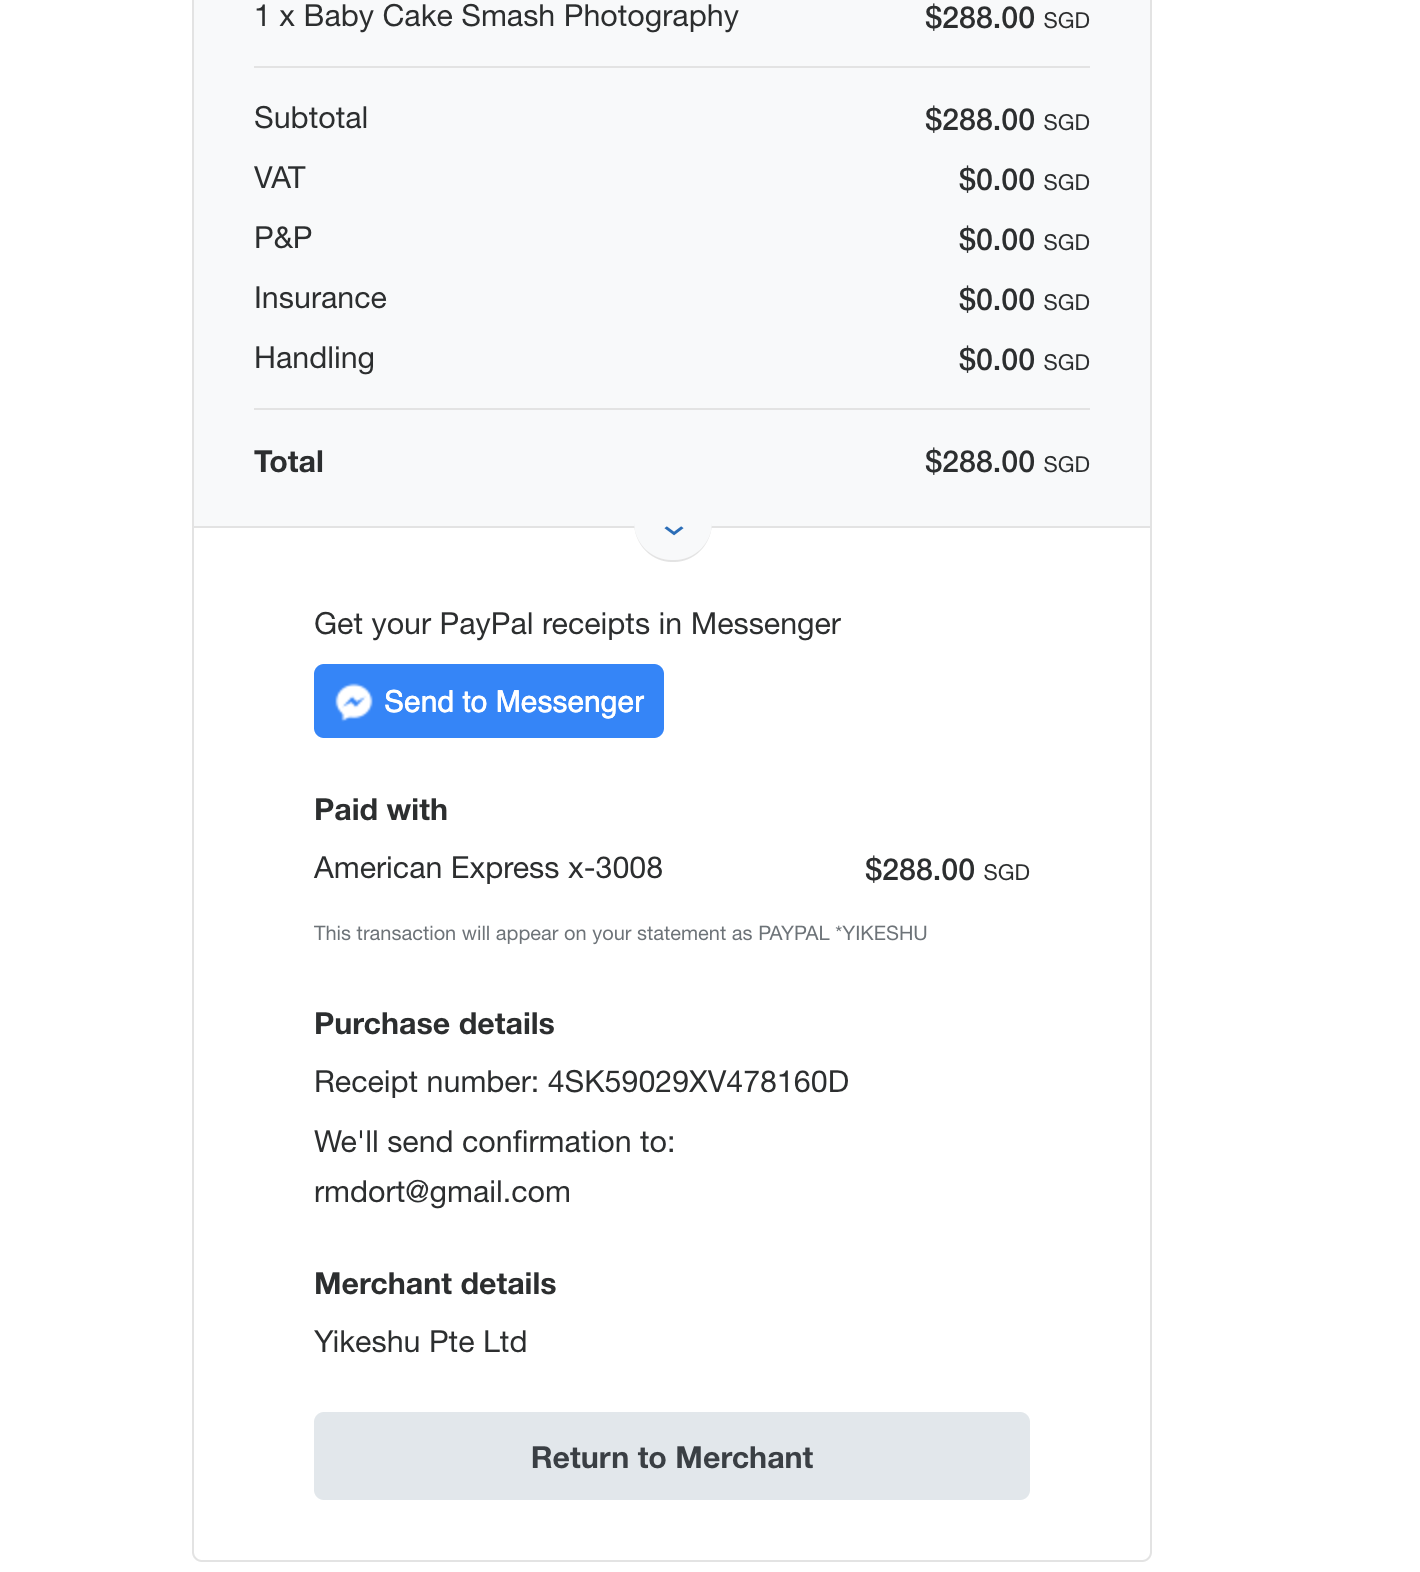 1 x Baby Cake Smash Photography $288.00 SGD
Subtotal $288.00 SGD
VAT $0.00 SGD
P&P $0.00 SGD
Insurance $0.00 SGD
Handling $0.00 SGD
Total $288.00 SGD
Get your PayPal receipts in Messenger
Send to Messenger
Paid with
American Express x-3008 $288.00 SGD
This transaction will appear on your statement as PAYPAL *YIKESHU
Purchase details
Receipt number: 4SK59029XV478160D
We'll send confirmation to:
rmdort@gmail.com
Merchant details
Yikeshu Pte Ltd
Return to Merchant